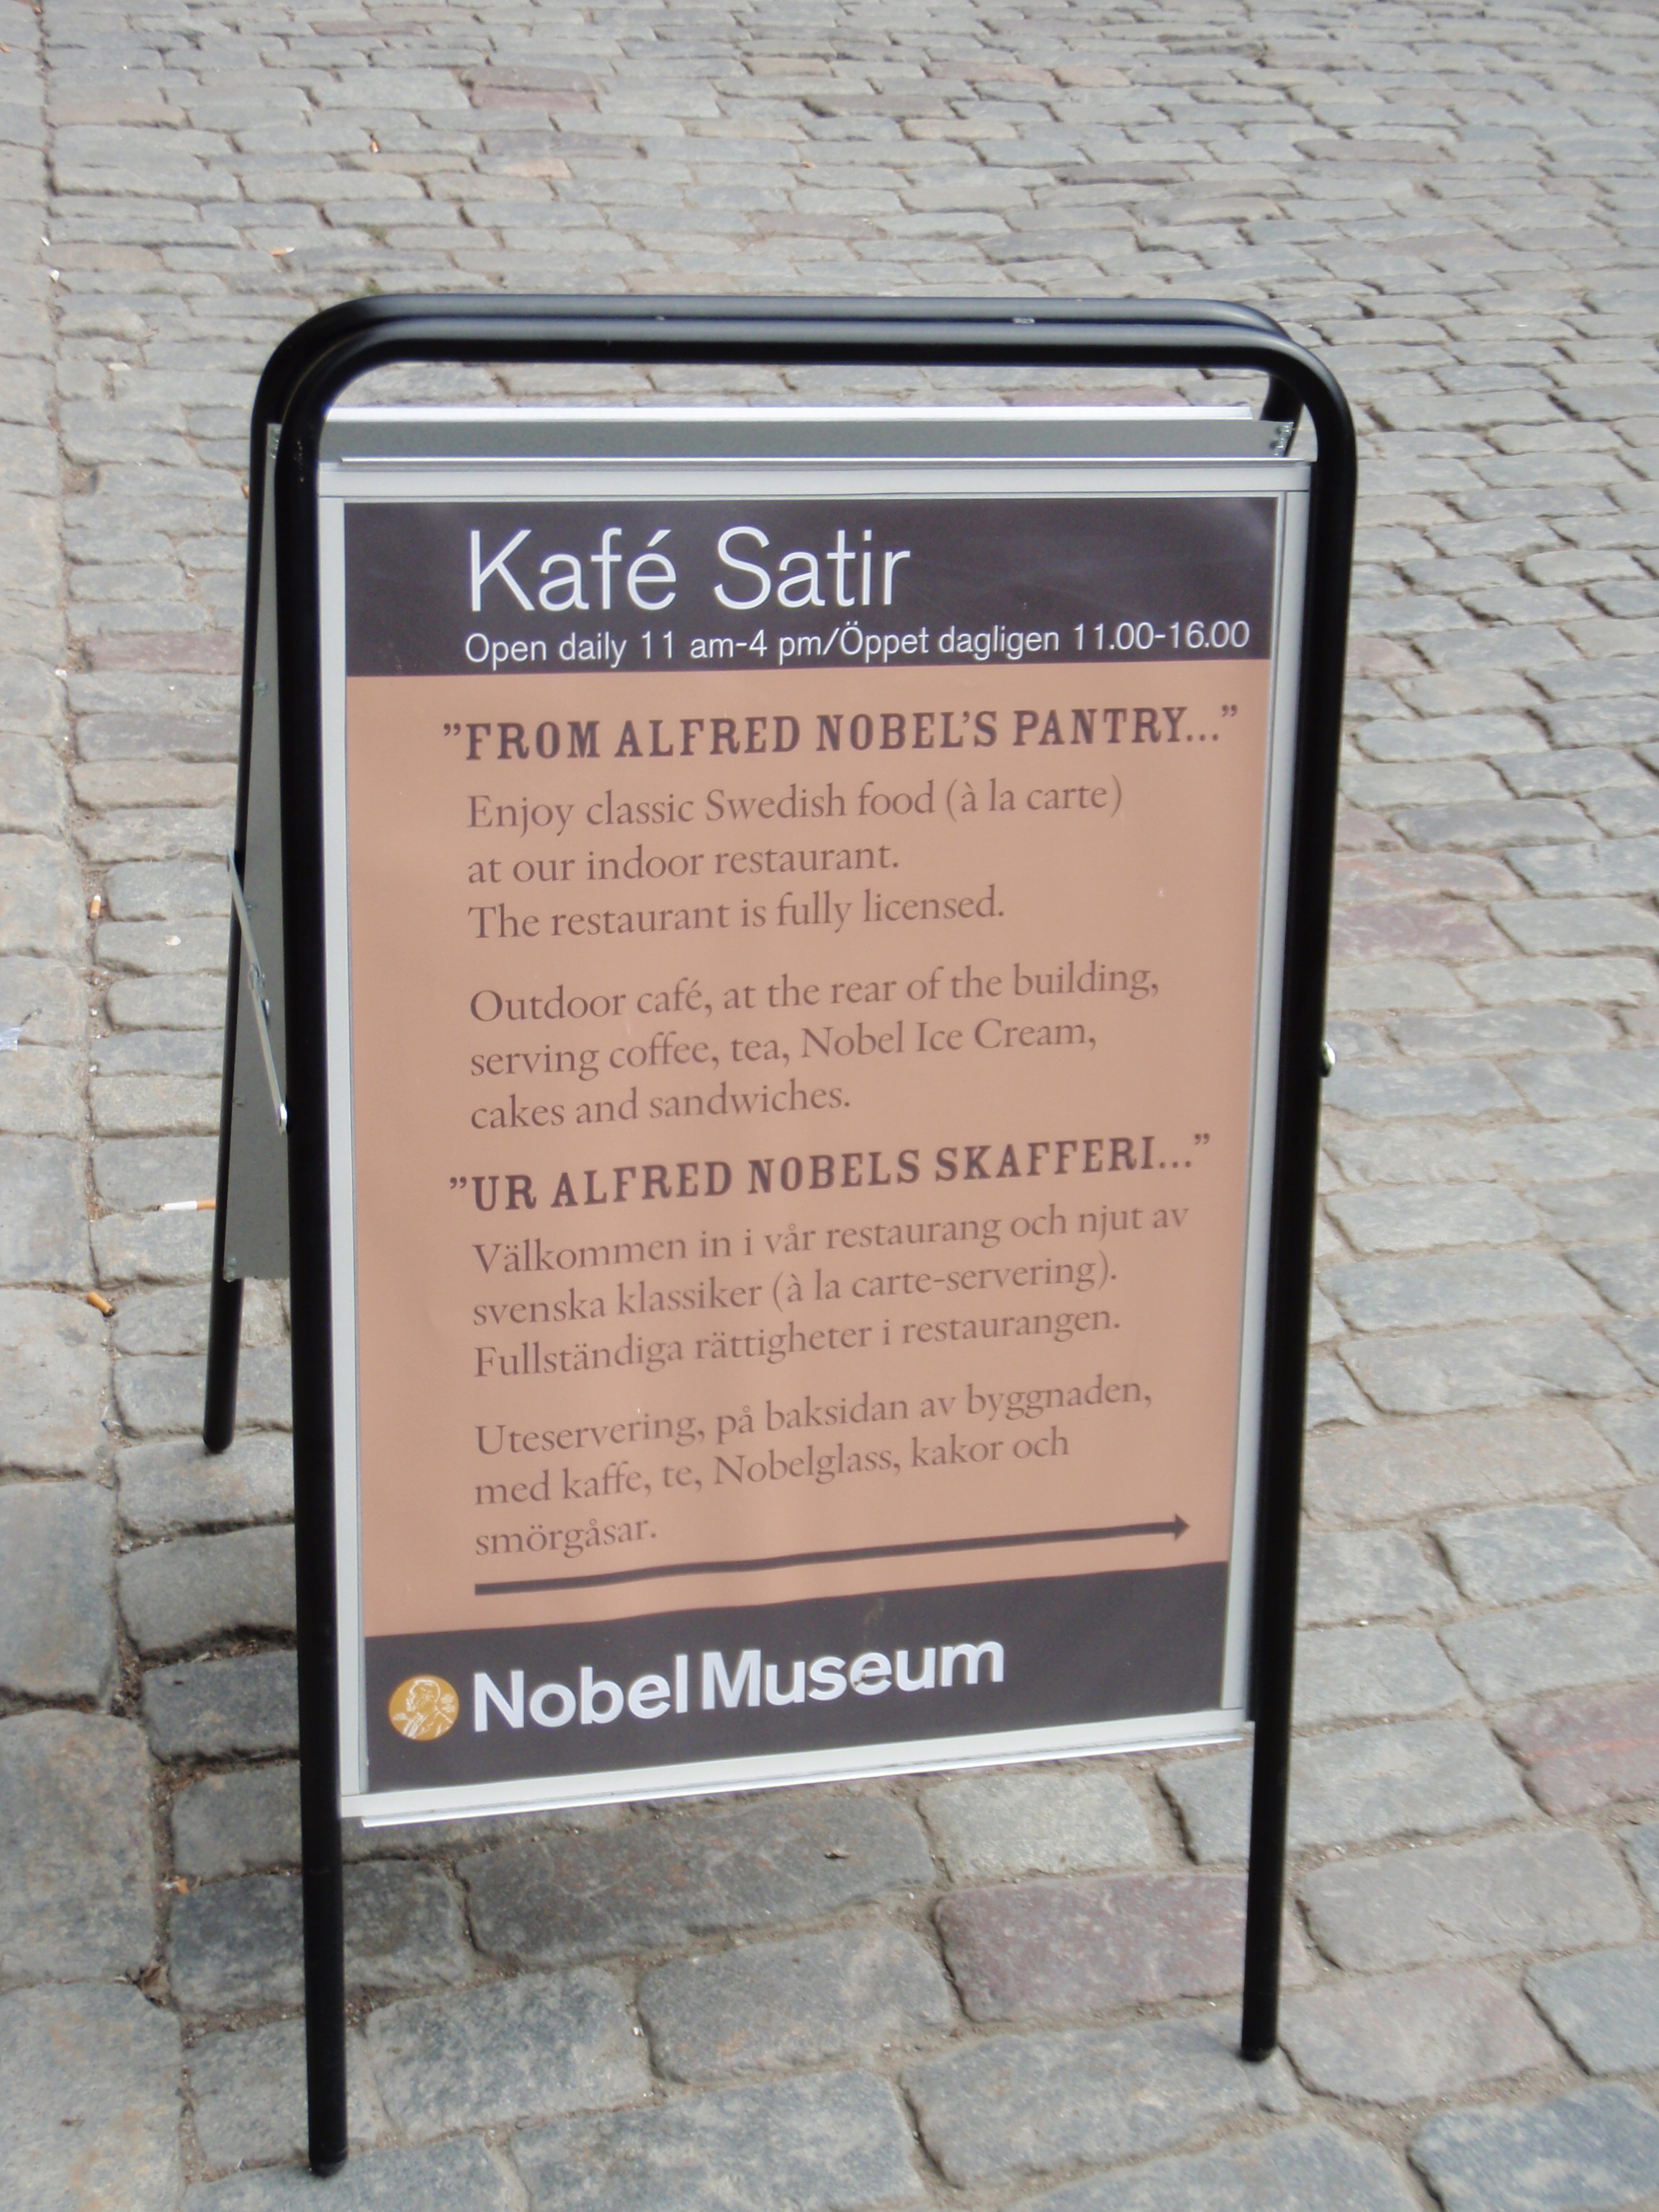 Kafé Satir
Open daily 11 am-4 pm/Öppet dagligen 11.00-16.00
”FROM ALFRED NOBEL’S PANTRY...”
Enjoy classic Swedish food (à la carte)
at our indoor restaurant.
The restaurant is fully licensed.
Outdoor café, at the rear of the building,
serving coffee, tea, Nobel Ice Cream,
cakes and sandwiches.
”UR ALFRED NOBELS SKAFFERI...”
Välkommen in i vår restaurang och njut av
svenska klassiker (à la carte-servering).
Fullständiga rättigheter i restaurangen.
Uteservering, på baksidan av byggnaden,
med kaffe, te, Nobelglass, kakor och
smörgåsar.
NobelMuseum